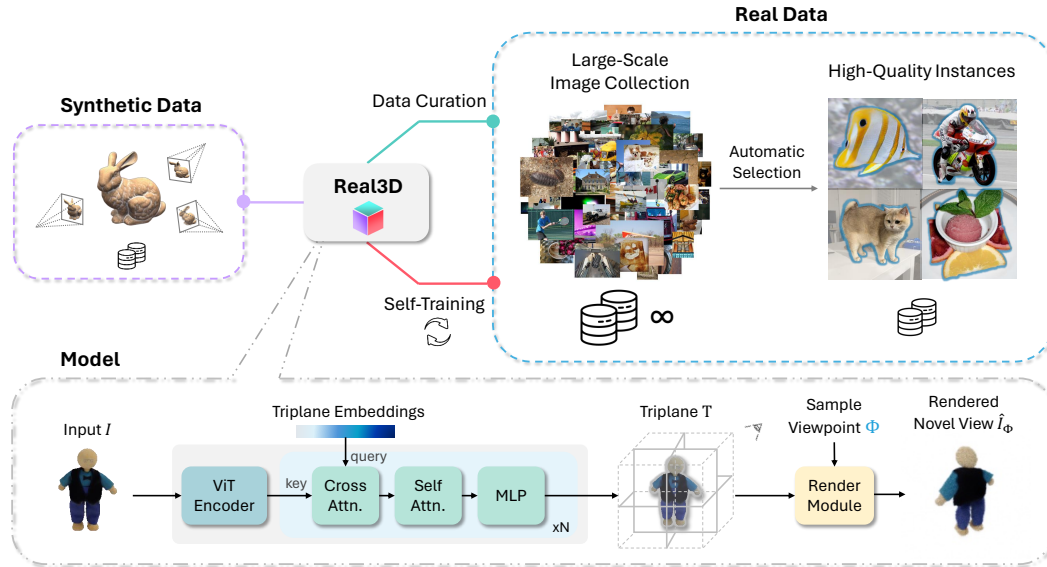 Real Data
Synthetic Data
Data Curation
Real3D
Self-Training
Large-Scale
Image Collection
∞
Automatic
Selection
High-Quality Instances
Model
Input I
Triplane Embeddings
query
key
ViT
Encoder
Cross
Attn.
Self
Attn.
MLP
xN
Triplane T
Sample
Viewpoint Φ
Render
Module
Rendered
Novel View Î_Φ